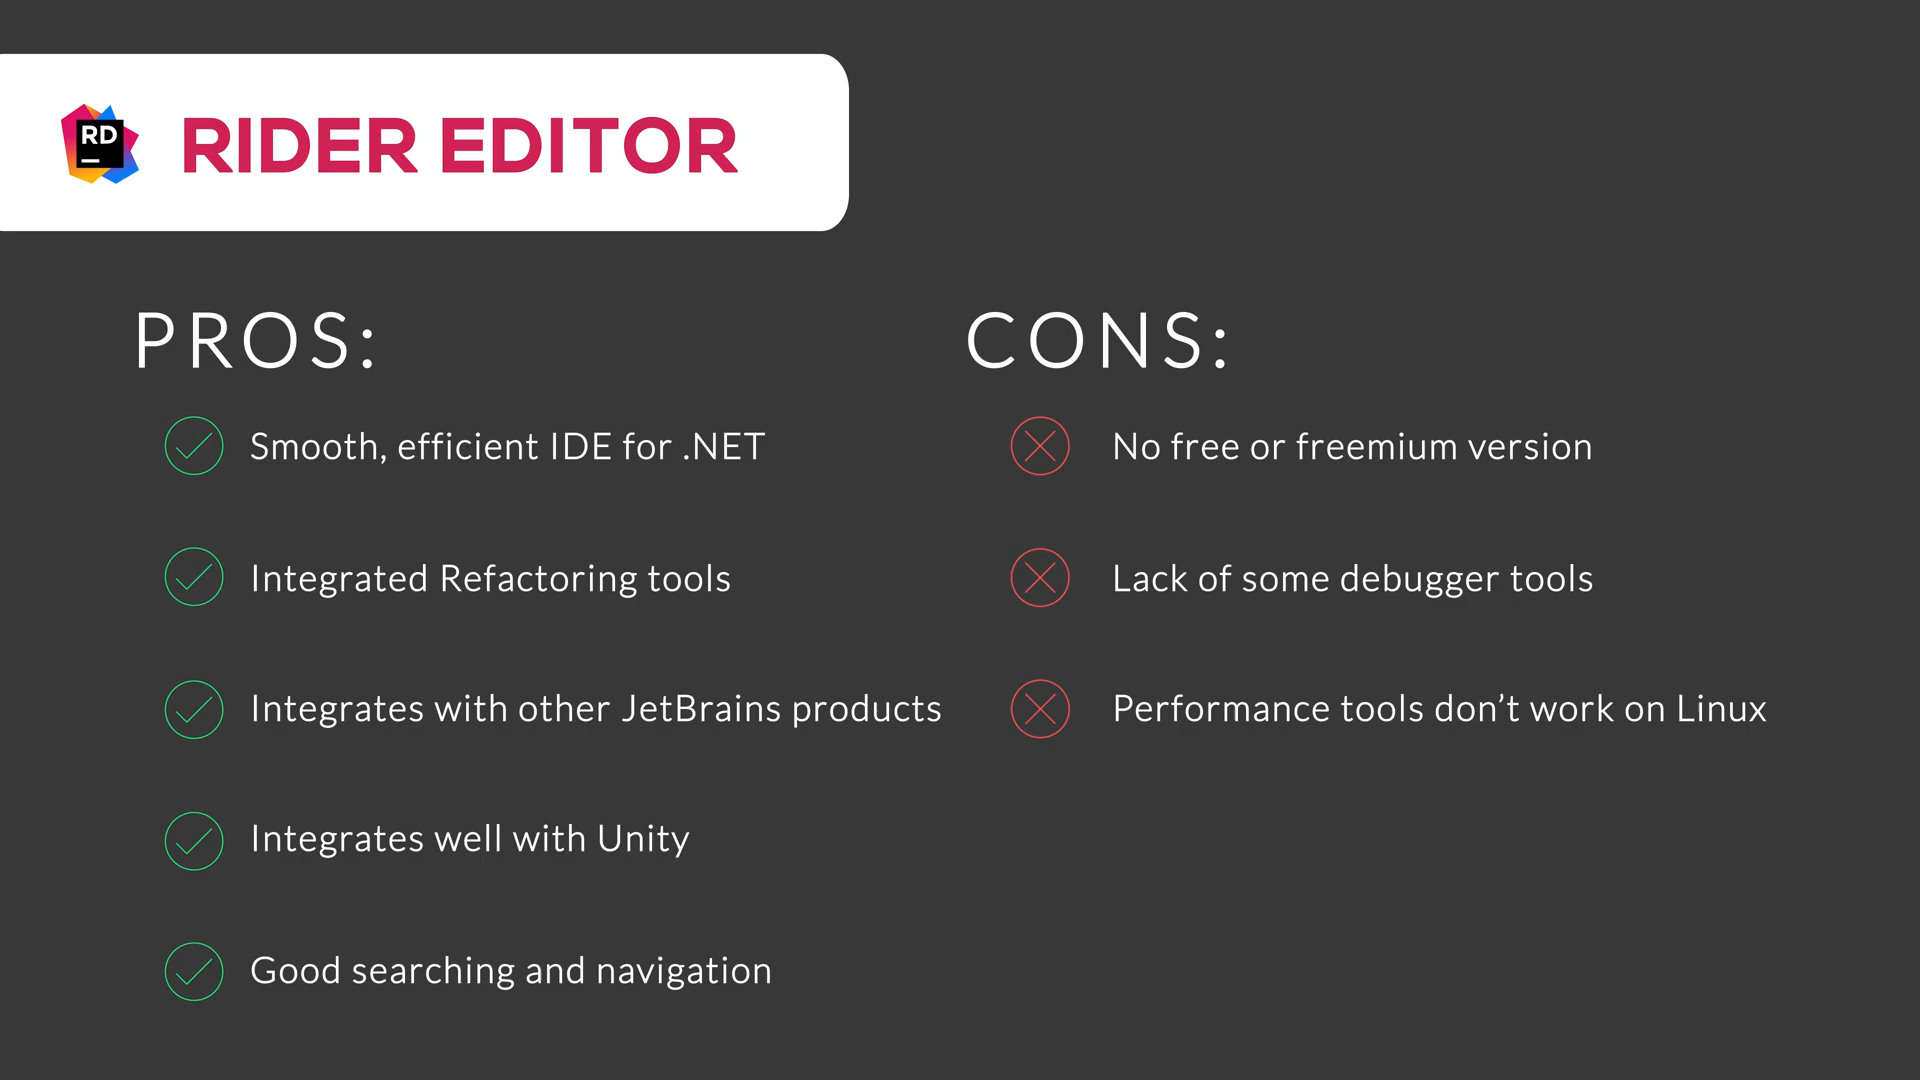 RD
RIDER EDITOR
PROS:
Smooth, efficient IDE for .NET
Integrated Refactoring tools
Integrates with other JetBrains products
Integrates well with Unity
Good searching and navigation
CONS:
No free or freemium version
Lack of some debugger tools
Performance tools don’t work on Linux